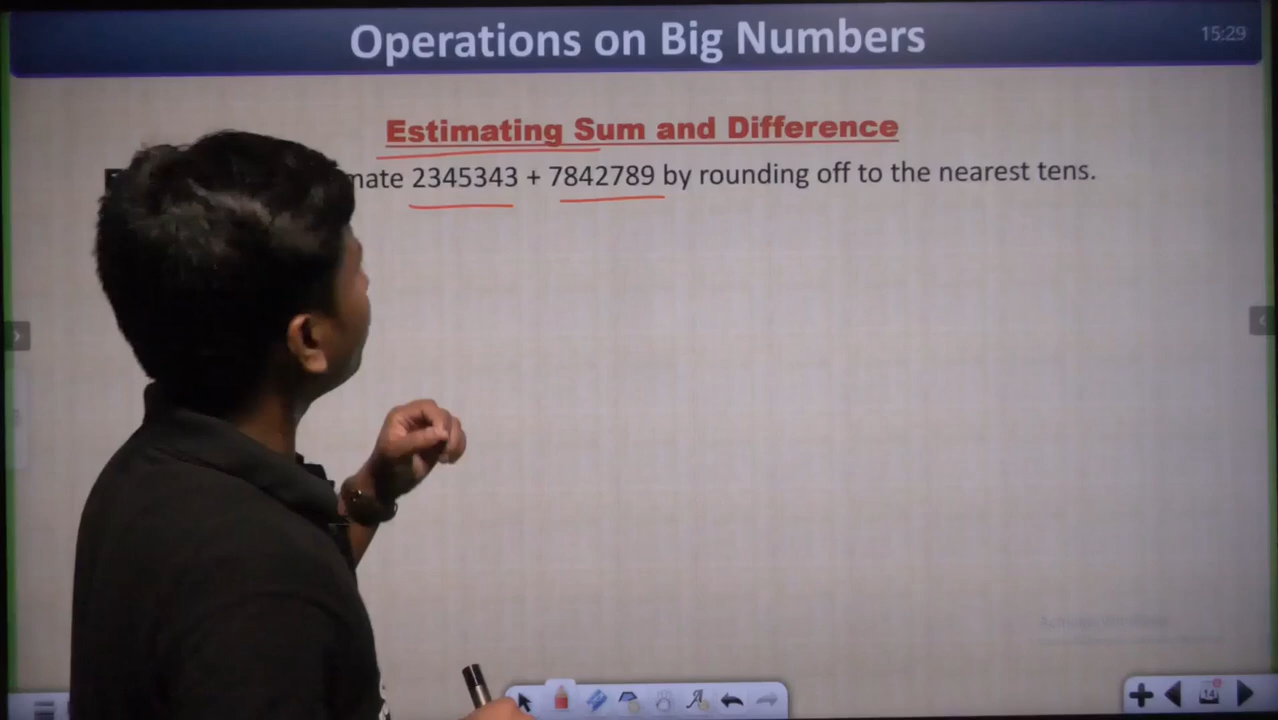 Operations on Big Numbers
15:29
Estimating Sum and Difference
mate 2345343 + 7842789 by rounding off to the nearest tens.
14